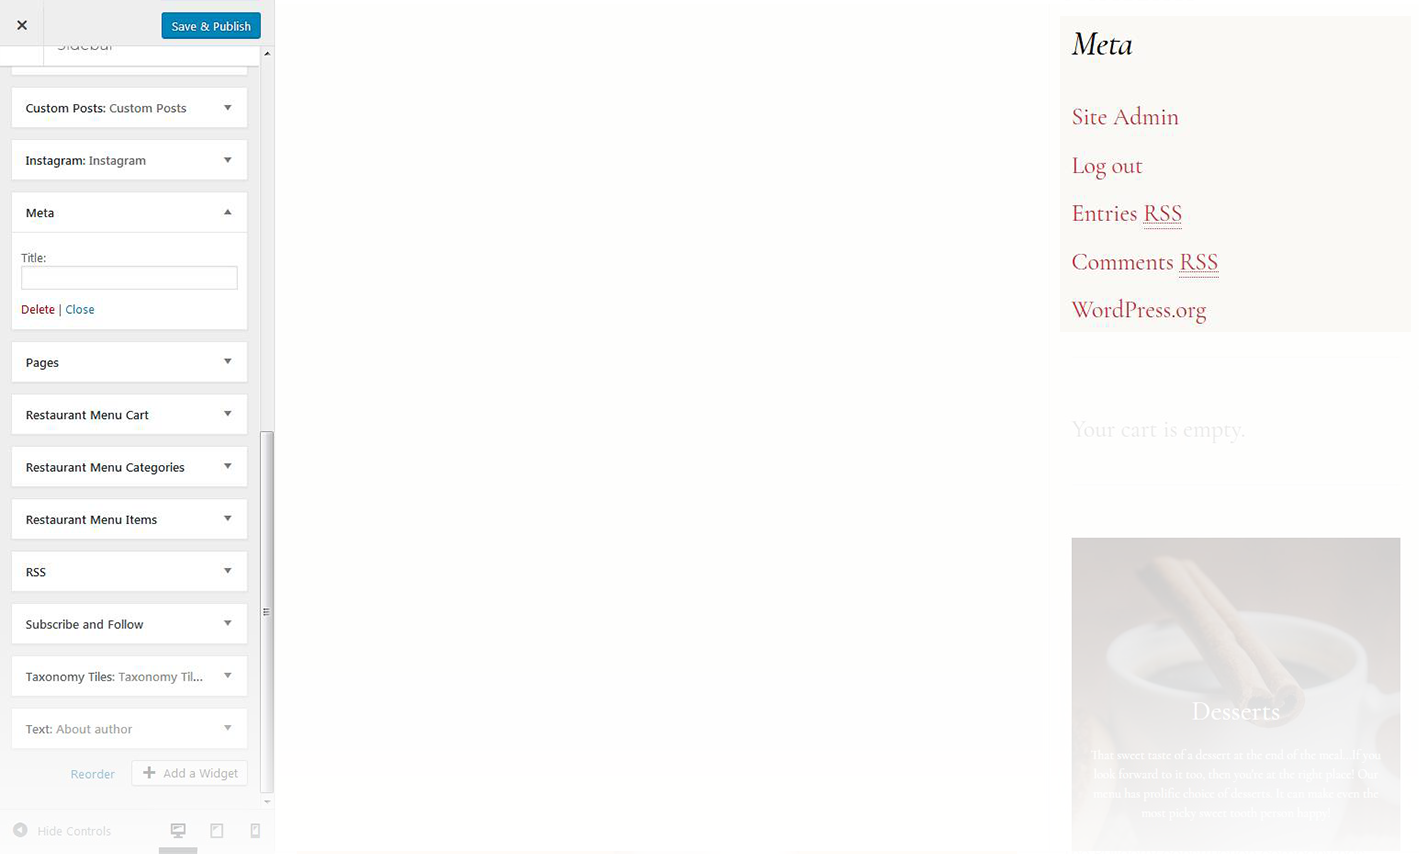 Save & Publish
Sidebar
Custom Posts: Custom Posts
Instagram: Instagram
Meta
Title:
Delete | Close
Pages
Restaurant Menu Cart
Restaurant Menu Categories
Restaurant Menu Items
RSS
Subscribe and Follow
Taxonomy Tiles: Taxonomy Til...
Text: About author
Reorder
Add a Widget
Hide Controls
Meta
Site Admin
Log out
Entries RSS
Comments RSS
WordPress.org
Your cart is empty.
Desserts
That sweet taste of a dessert at the end of the meal...If you
look forward to it too, then you're at the right place! Our
menu has prolific choice of desserts. It can make even the
most picky sweet tooth person happy!